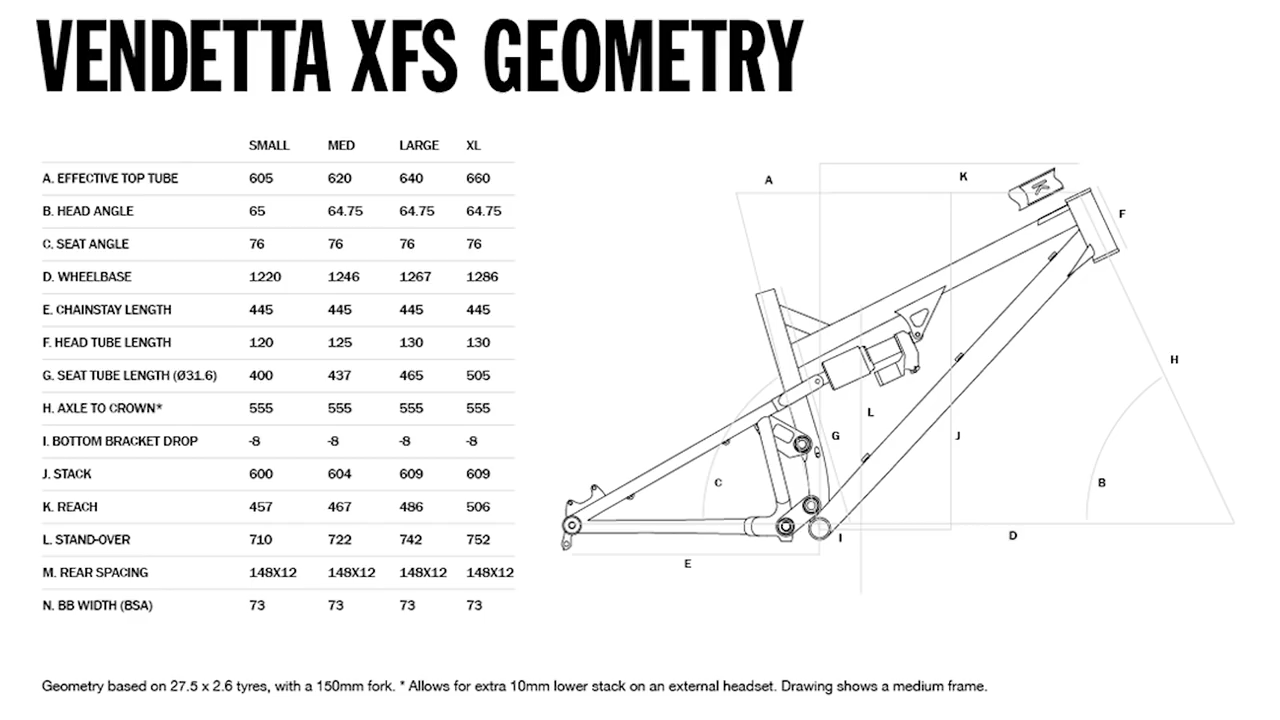 VENDETTA XFS GEOMETRY
SMALL MED LARGE XL
A. EFFECTIVE TOP TUBE 605 620 640 660
B. HEAD ANGLE 65 64.75 64.75 64.75
C. SEAT ANGLE 76 76 76 76
D. WHEELBASE 1220 1246 1267 1286
E. CHAINSTAY LENGTH 445 445 445 445
F. HEAD TUBE LENGTH 120 125 130 130
G. SEAT TUBE LENGTH (Ø31.6) 400 437 465 505
H. AXLE TO CROWN* 555 555 555 555
I. BOTTOM BRACKET DROP -8 -8 -8 -8
J. STACK 600 604 609 609
K. REACH 457 467 486 506
L. STAND-OVER 710 722 742 752
M. REAR SPACING 148X12 148X12 148X12 148X12
N. BB WIDTH (BSA) 73 73 73 73
A
K
K
F
H
L
G
J
C
B
I
D
E
Geometry based on 27.5 x 2.6 tyres, with a 150mm fork. * Allows for extra 10mm lower stack on an external headset. Drawing shows a medium frame.